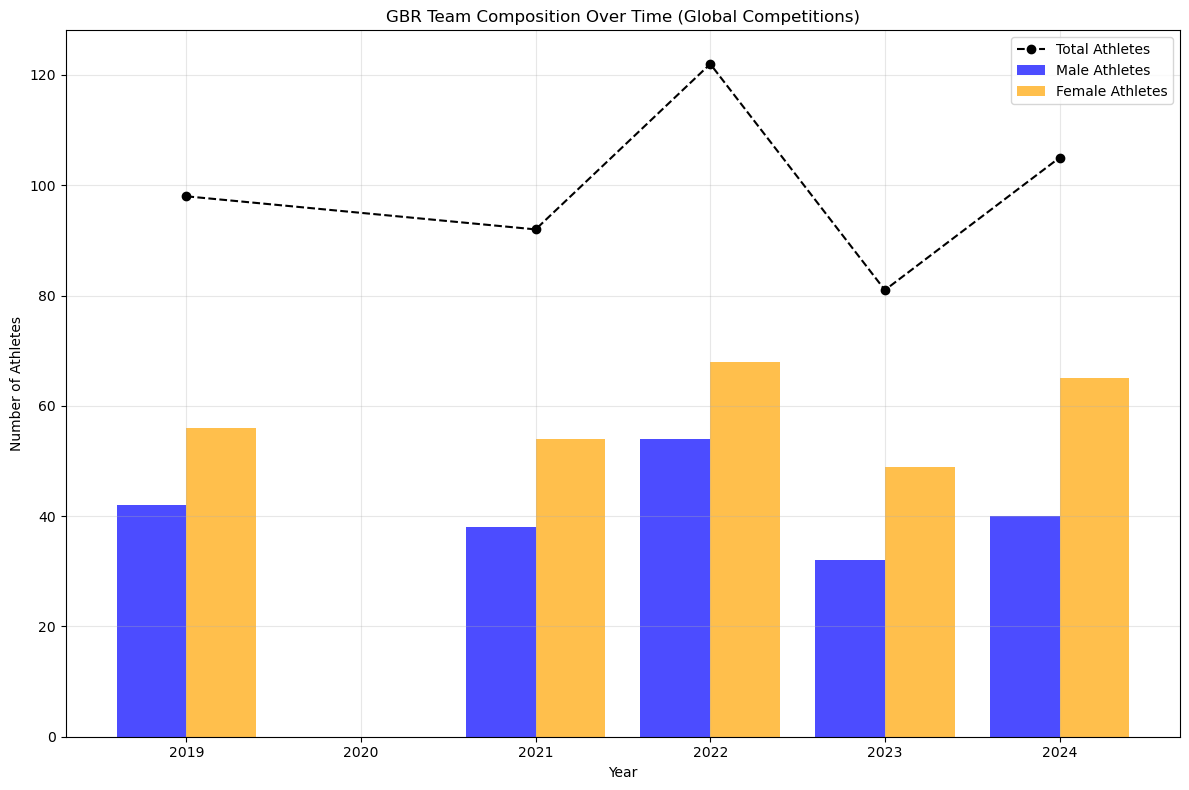 GBR Team Composition Over Time (Global Competitions)
Total Athletes
Male Athletes
Female Athletes
Number of Athletes
120
100
80
60
40
20
0
2019 2020 2021 2022 2023 2024
Year